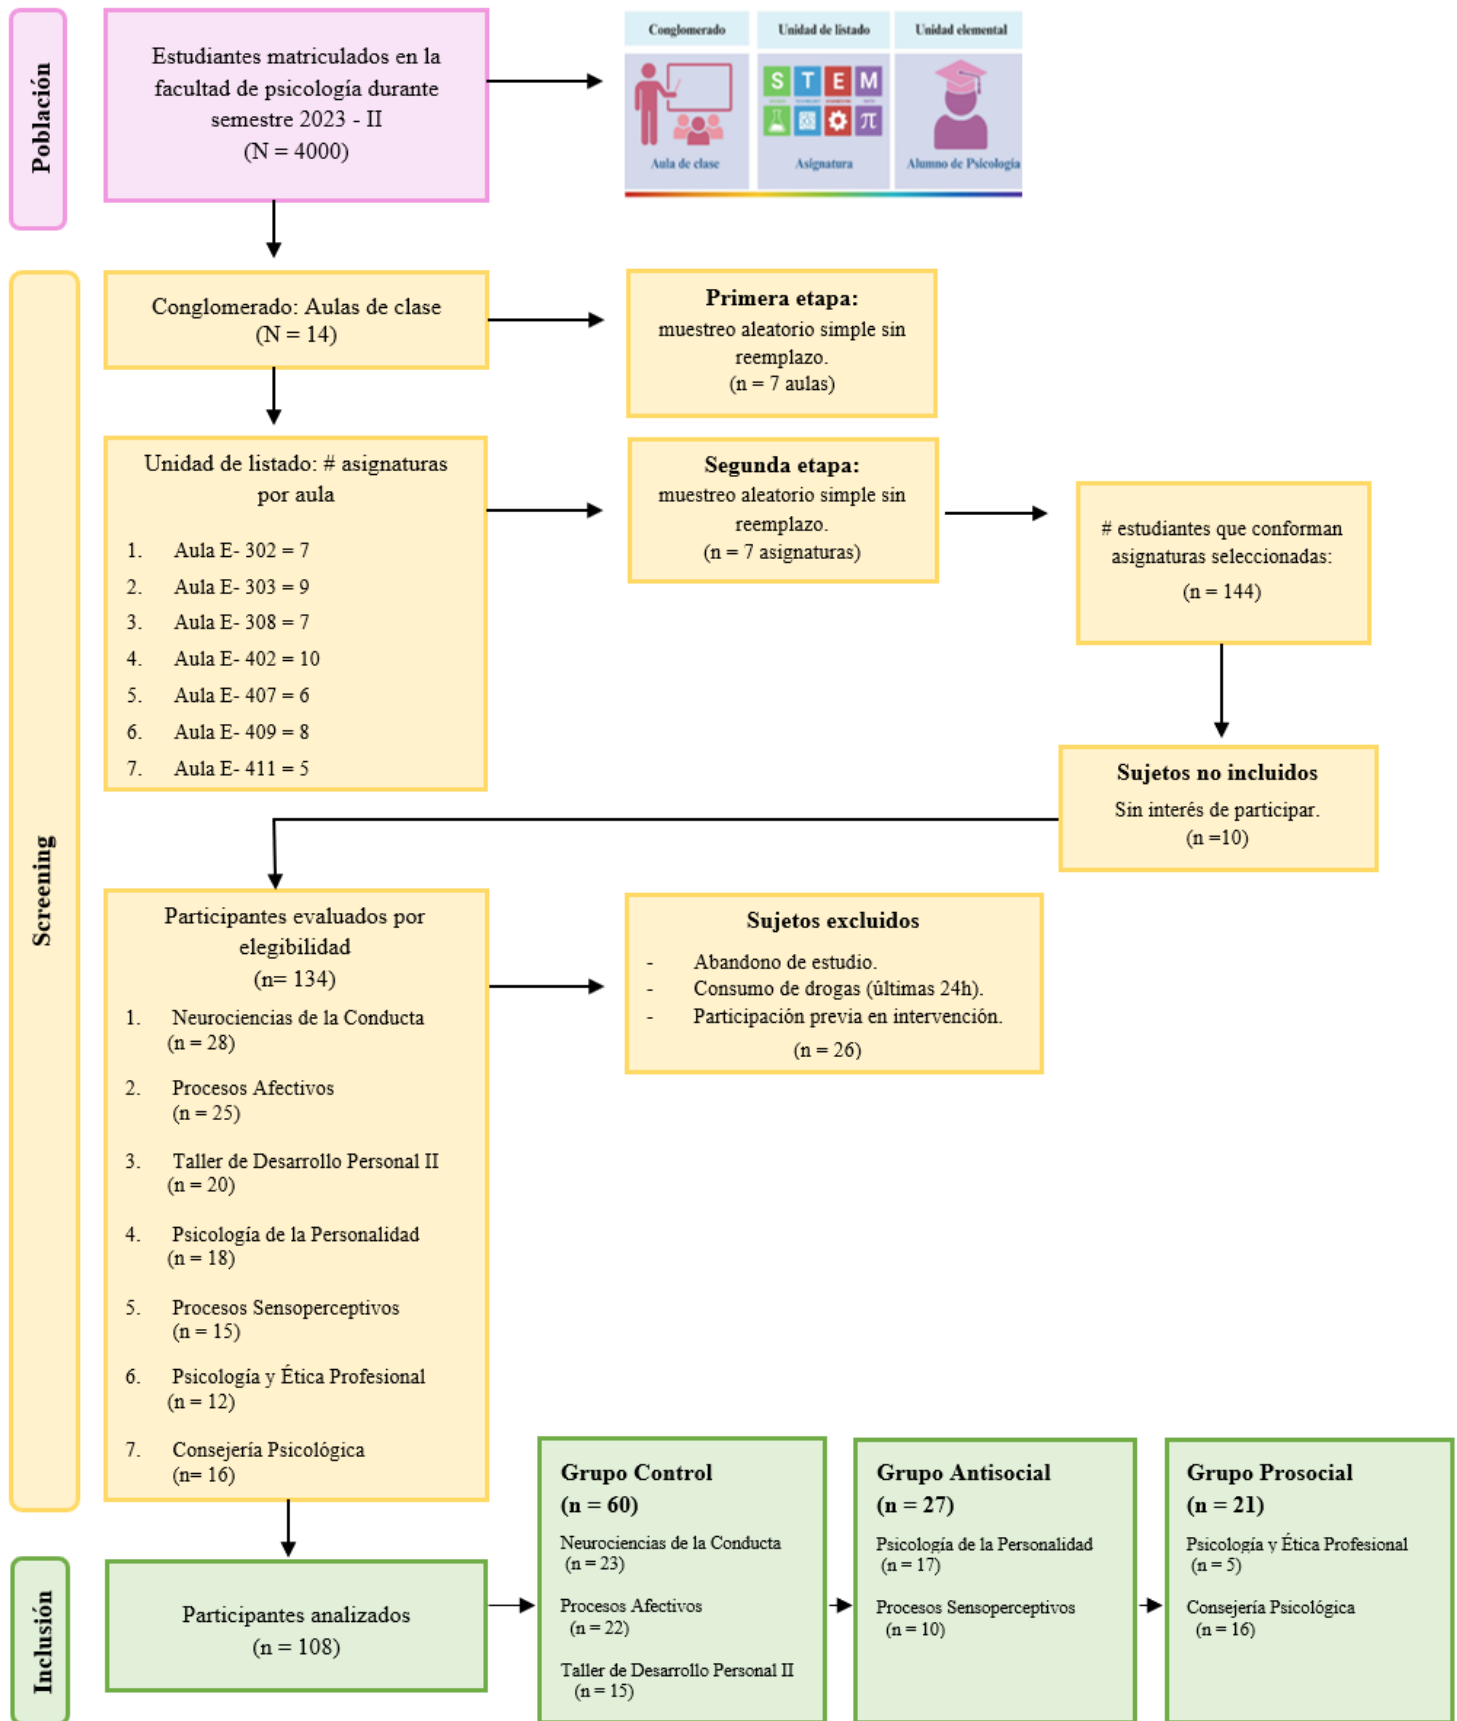 Población
Estudiantes matriculados en la
facultad de psicología durante
semestre 2023 - II
(N = 4000)
Conglomerado
Unidad de listado
Unidad elemental
S T E M
π
Aula de clase
Asignatura
Alumno de Psicología
Screening
Conglomerado: Aulas de clase
(N = 14)
Primera etapa:
muestreo aleatorio simple sin
reemplazo.
(n = 7 aulas)
Unidad de listado: # asignaturas
por aula
1. Aula E- 302 = 7
2. Aula E- 303 = 9
3. Aula E- 308 = 7
4. Aula E- 402 = 10
5. Aula E- 407 = 6
6. Aula E- 409 = 8
7. Aula E- 411 = 5
Segunda etapa:
muestreo aleatorio simple sin
reemplazo.
(n = 7 asignaturas)
# estudiantes que conforman
asignaturas seleccionadas:
(n = 144)
Sujetos no incluidos
Sin interés de participar.
(n =10)
Participantes evaluados por
elegibilidad
(n= 134)
1. Neurociencias de la Conducta
(n = 28)
2. Procesos Afectivos
(n = 25)
3. Taller de Desarrollo Personal II
(n = 20)
4. Psicología de la Personalidad
(n = 18)
5. Procesos Sensoperceptivos
(n = 15)
6. Psicología y Ética Profesional
(n = 12)
7. Consejería Psicológica
(n= 16)
Sujetos excluidos
- Abandono de estudio.
- Consumo de drogas (últimas 24h).
- Participación previa en intervención.
(n = 26)
Inclusión
Participantes analizados
(n = 108)
Grupo Control
(n = 60)
Neurociencias de la Conducta
(n = 23)
Procesos Afectivos
(n = 22)
Taller de Desarrollo Personal II
(n = 15)
Grupo Antisocial
(n = 27)
Psicología de la Personalidad
(n = 17)
Procesos Sensoperceptivos
(n = 10)
Grupo Prosocial
(n = 21)
Psicología y Ética Profesional
(n = 5)
Consejería Psicológica
(n = 16)